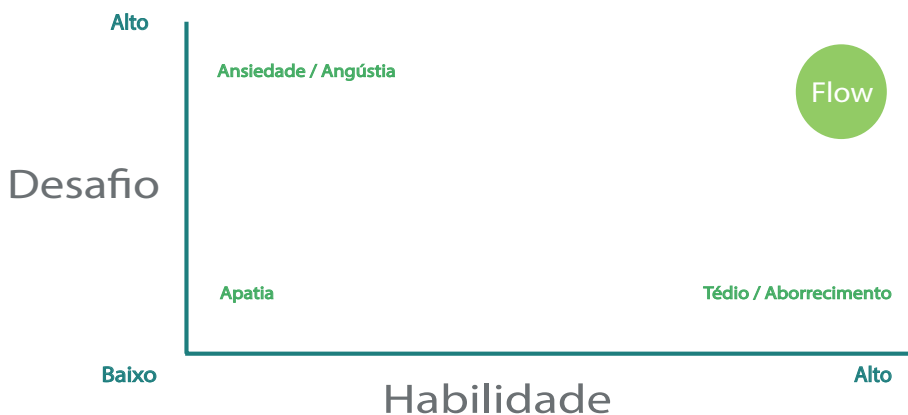 Alto
Ansiedade / Angústia
Flow
Desafio
Apatia
Tédio / Aborrecimento
Baixo
Alto
Habilidade